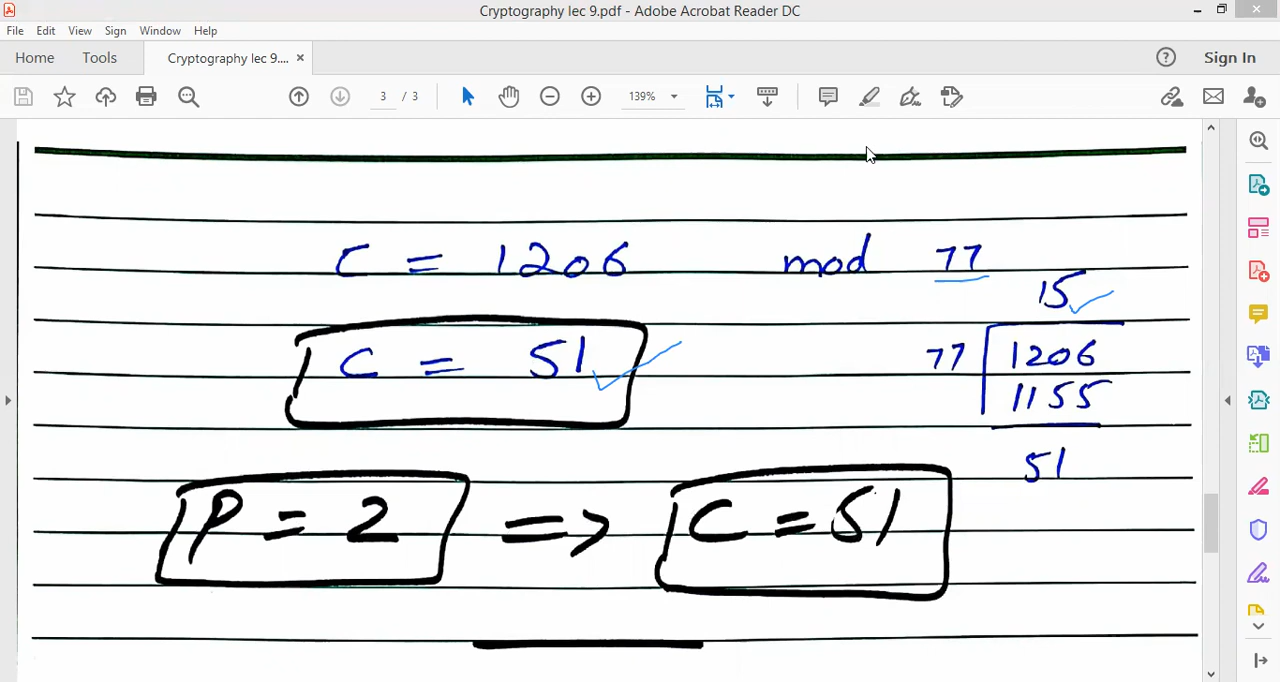 Cryptography lec 9.pdf - Adobe Acrobat Reader DC
File Edit View Sign Window Help
Home Tools Cryptography lec 9.... × Sign In
3 / 3 139%
C = 1206 mod 77
15
C = 51
77 1206
1155
51
P = 2 => C = 51